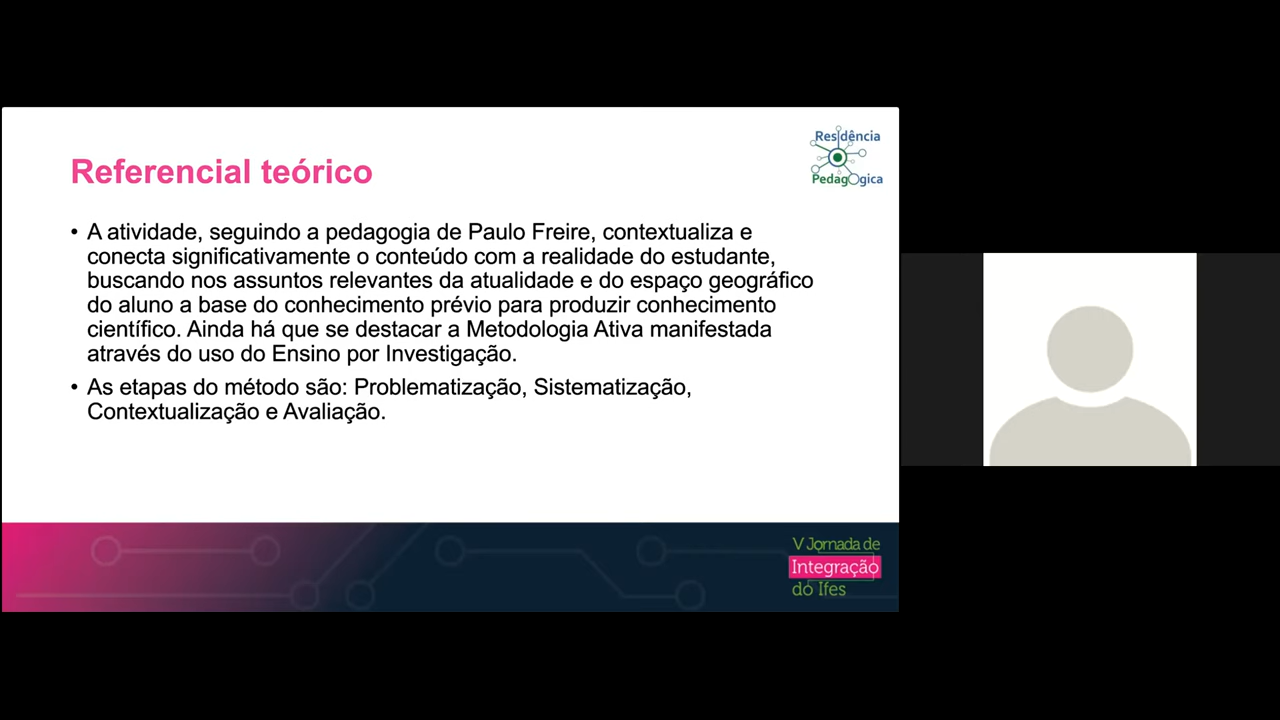 Residência
Pedagógica
Referencial teórico
• A atividade, seguindo a pedagogia de Paulo Freire, contextualiza e
conecta significativamente o conteúdo com a realidade do estudante,
buscando nos assuntos relevantes da atualidade e do espaço geográfico
do aluno a base do conhecimento prévio para produzir conhecimento
científico. Ainda há que se destacar a Metodologia Ativa manifestada
através do uso do Ensino por Investigação.
• As etapas do método são: Problematização, Sistematização,
Contextualização e Avaliação.
V Jornada de
Integração
do Ifes